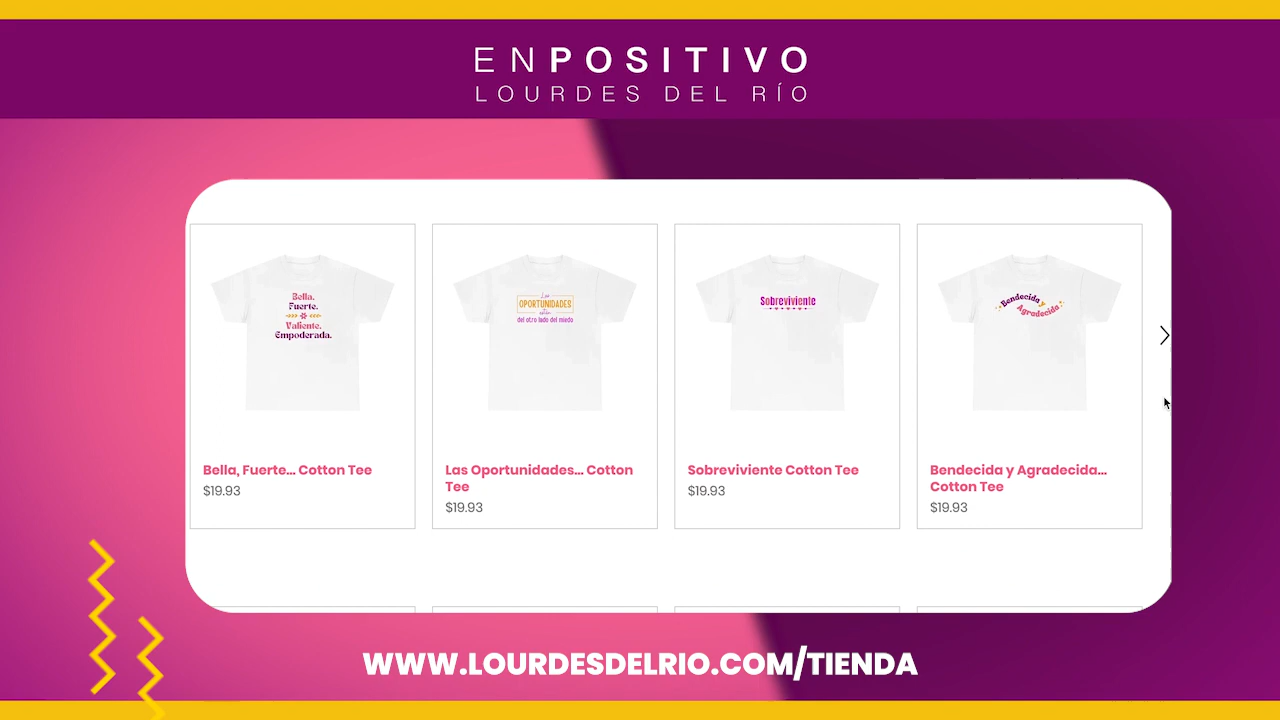 ENPOSITIVO
LOURDES DEL RÍO
Bella.
Fuerte.
Valiente.
Empoderada.
Las
OPORTUNIDADES
están
del otro lado del miedo
Sobreviviente
Bendecida y
Agradecida
Bella, Fuerte... Cotton Tee
$19.93
Las Oportunidades... Cotton
Tee
$19.93
Sobreviviente Cotton Tee
$19.93
Bendecida y Agradecida...
Cotton Tee
$19.93
WWW.LOURDESDELRIO.COM/TIENDA